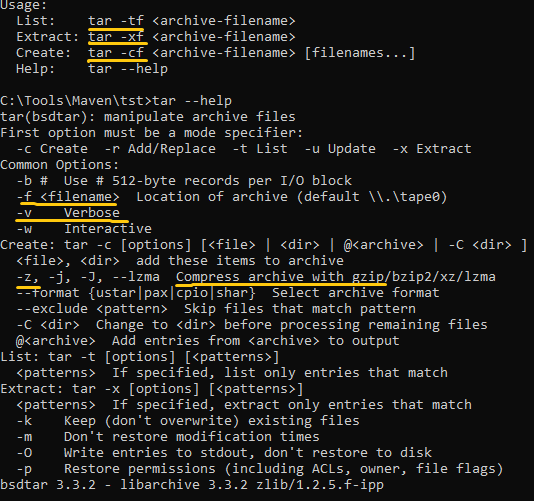 Usage:
  List:    tar -tf <archive-filename>
  Extract: tar -xf <archive-filename>
  Create:  tar -cf <archive-filename> [filenames...]
  Help:    tar --help

C:\Tools\Maven\tst>tar --help
tar(bsdtar): manipulate archive files
First option must be a mode specifier:
  -c Create  -r Add/Replace  -t List  -u Update  -x Extract
Common Options:
  -b #  Use # 512-byte records per I/O block
  -f <filename>  Location of archive (default \\.\tape0)
  -v    Verbose
  -w    Interactive
Create: tar -c [options] [<file> | <dir> | @<archive> | -C <dir> ]
  <file>, <dir>  add these items to archive
  -z, -j, -J, --lzma  Compress archive with gzip/bzip2/xz/lzma
  --format {ustar|pax|cpio|shar}  Select archive format
  --exclude <pattern>  Skip files that match pattern
  -C <dir>  Change to <dir> before processing remaining files
  @<archive>  Add entries from <archive> to output
List: tar -t [options] [<patterns>]
  <patterns>  If specified, list only entries that match
Extract: tar -x [options] [<patterns>]
  <patterns>  If specified, extract only entries that match
  -k    Keep (don't overwrite) existing files
  -m    Don't restore modification times
  -O    Write entries to stdout, don't restore to disk
  -p    Restore permissions (including ACLs, owner, file flags)
bsdtar 3.3.2 - libarchive 3.3.2 zlib/1.2.5.f-ipp